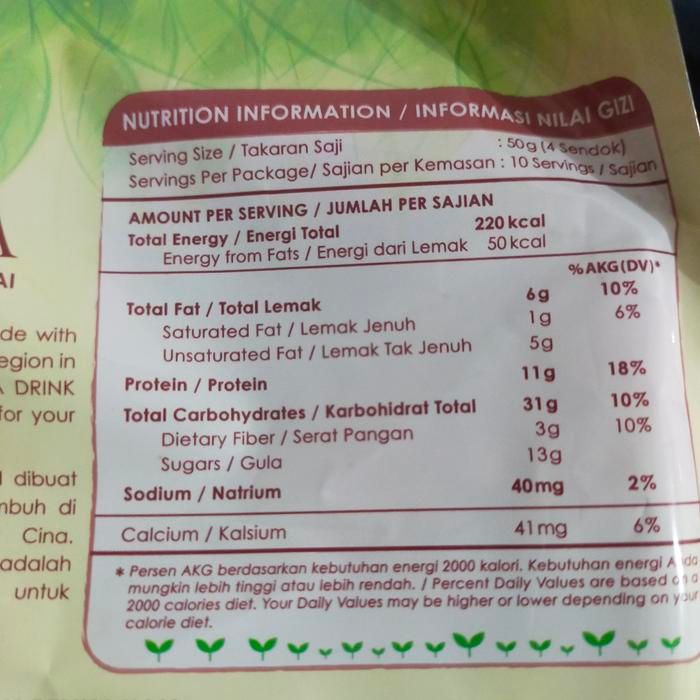 NUTRITION INFORMATION / INFORMASI NILAI GIZI
Serving Size / Takaran Saji : 50g (4 Sendok)
Servings Per Package/ Sajian per Kemasan : 10 Servings / Sajian
AMOUNT PER SERVING / JUMLAH PER SAJIAN
Total Energy / Energi Total 220 kcal
Energy from Fats / Energi dari Lemak 50 kcal
%AKG(DV)*
Total Fat / Total Lemak 6g 10%
Saturated Fat / Lemak Jenuh 1g 6%
Unsaturated Fat / Lemak Tak Jenuh 5g
Protein / Protein 11g 18%
Total Carbohydrates / Karbohidrat Total 31g 10%
Dietary Fiber / Serat Pangan 3g 10%
Sugars / Gula 13g
Sodium / Natrium 40mg 2%
Calcium / Kalsium 41mg 6%
* Persen AKG berdasarkan kebutuhan energi 2000 kalori. Kebutuhan energi Anda
mungkin lebih tinggi atau lebih rendah. / Percent Daily Values are based on a
2000 calories diet. Your Daily Values may be higher or lower depending on your
calorie diet.
AI
de with
egion in
DRINK
for your
dibuat
mbuh di
Cina.
adalah
untuk